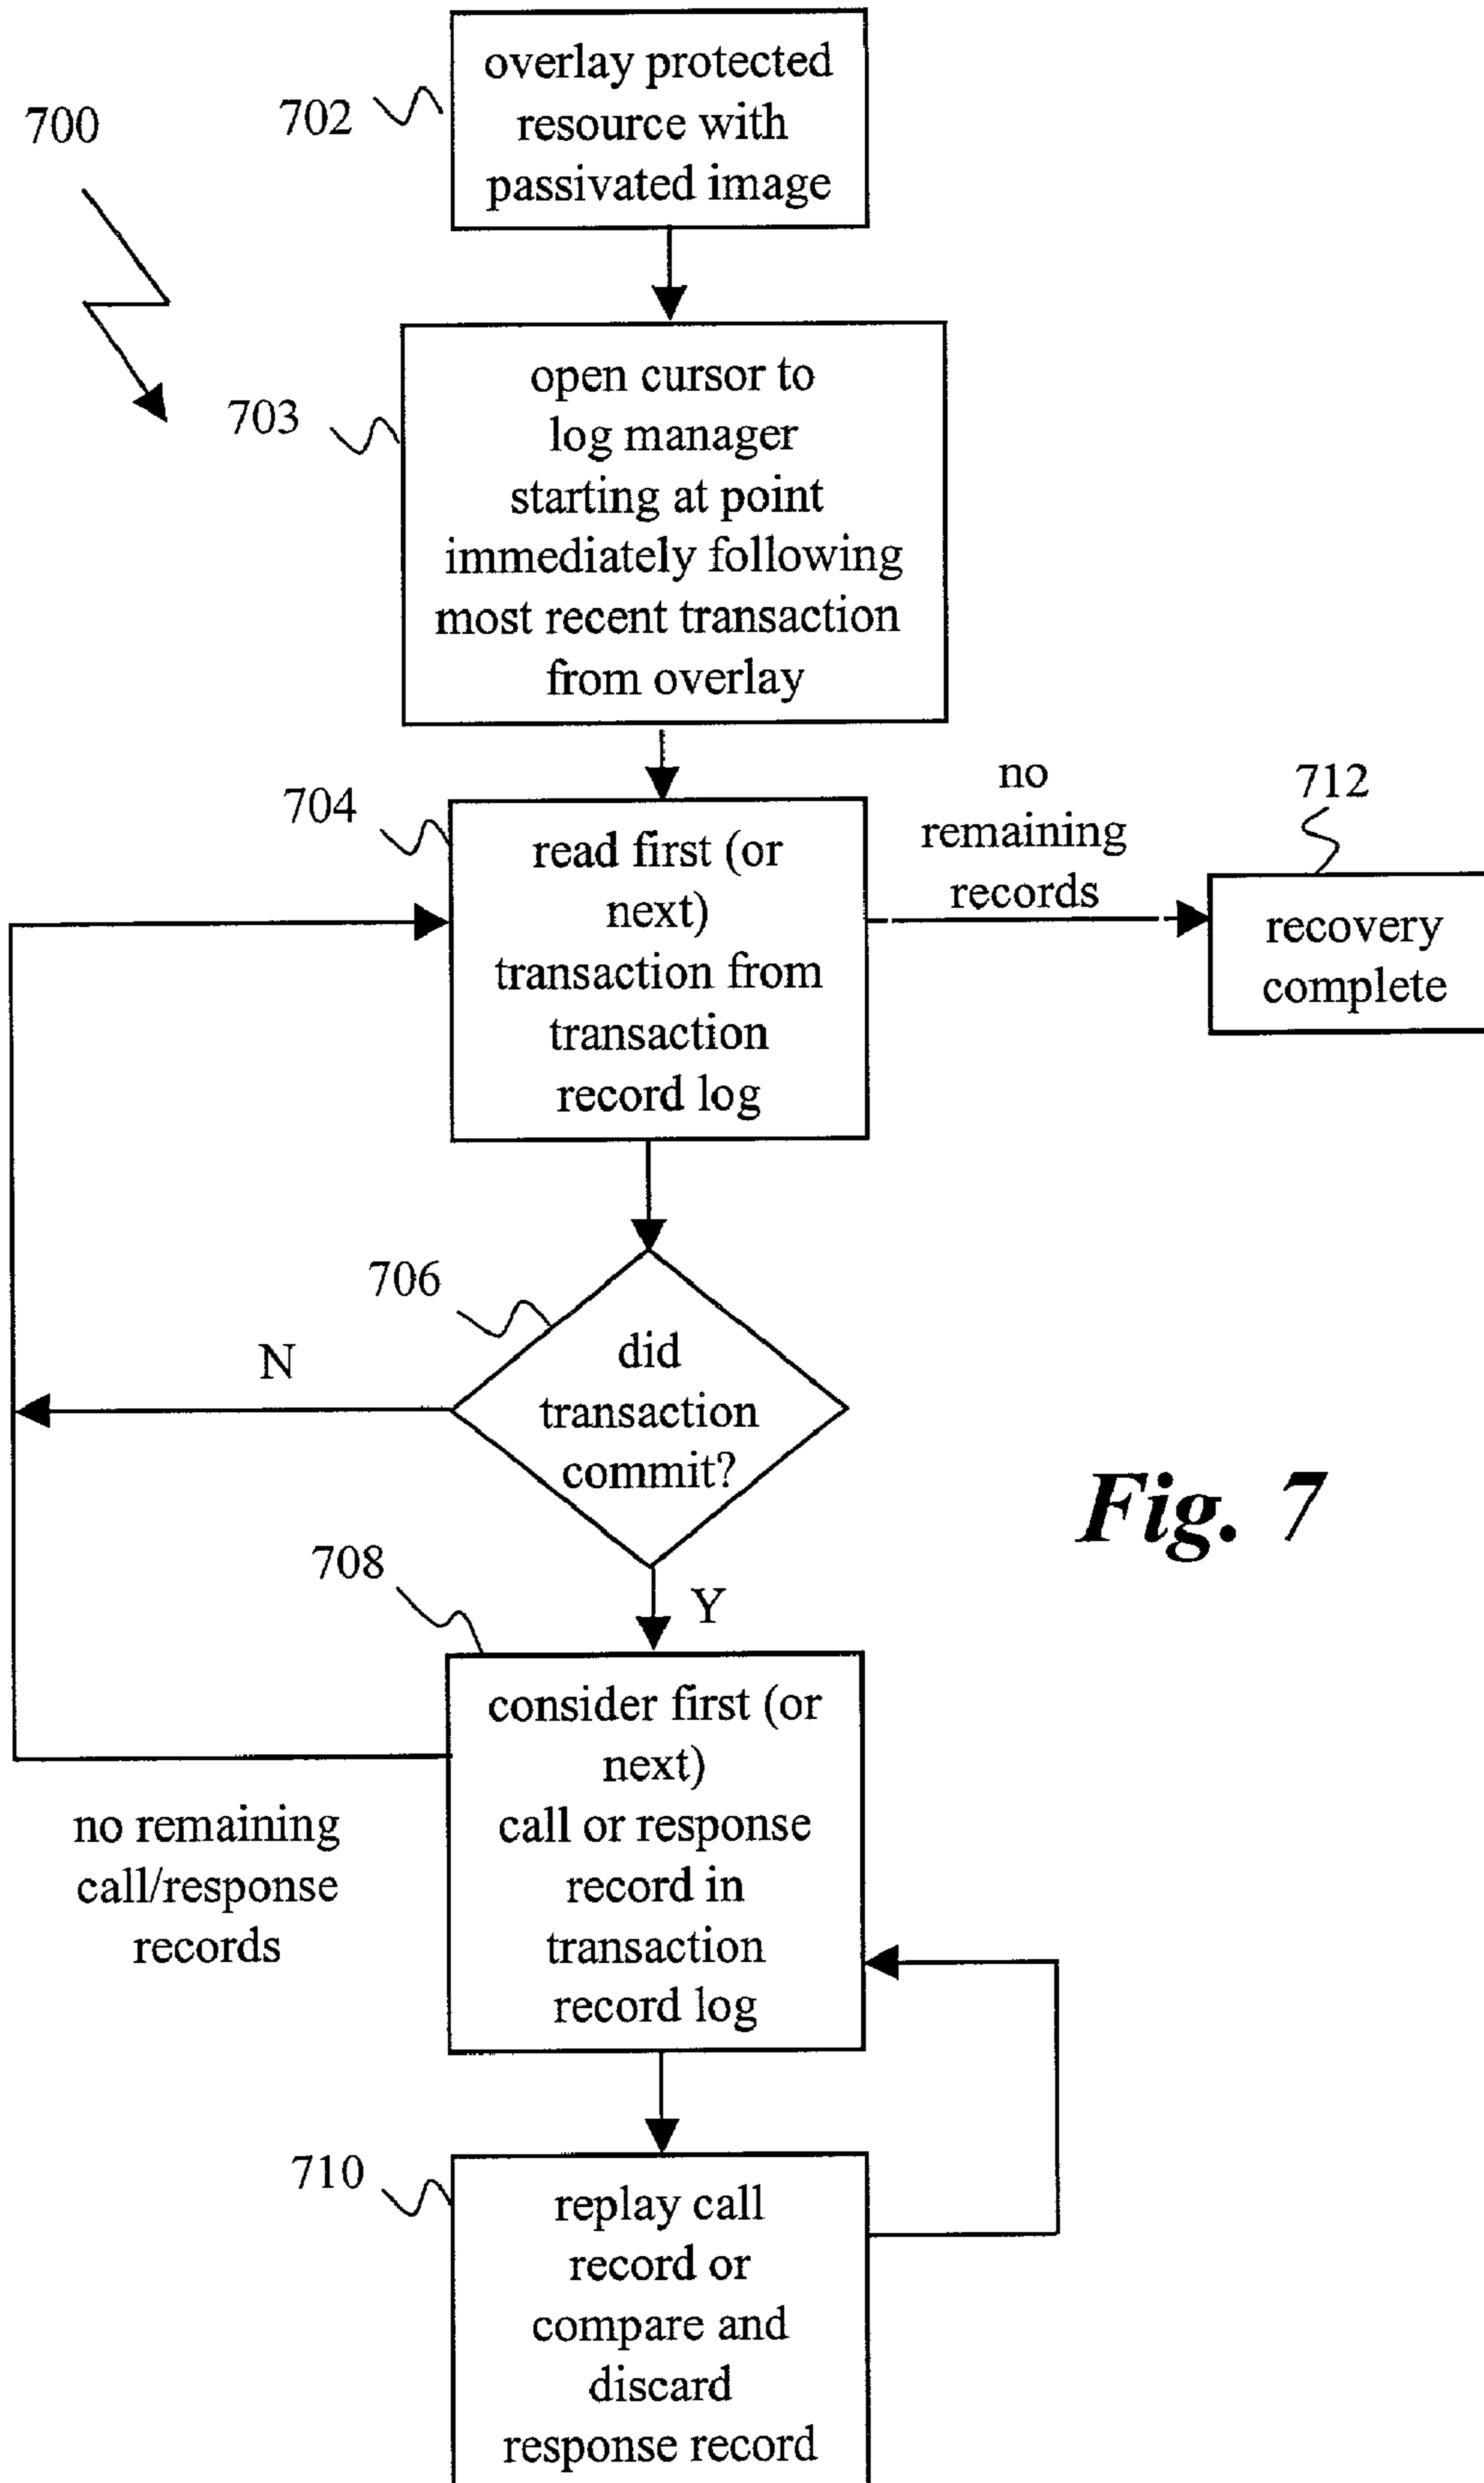 700
702
overlay protected
resource with
passivated image
703
open cursor to
log manager
starting at point
immediately following
most recent transaction
from overlay
704
read first (or
next)
transaction from
transaction
record log
no
remaining
records
712
recovery
complete
706
did
transaction
commit?
N
Y
Fig. 7
708
consider first (or
next)
call or response
record in
transaction
record log
no remaining
call/response
records
710
replay call
record or
compare and
discard
response record